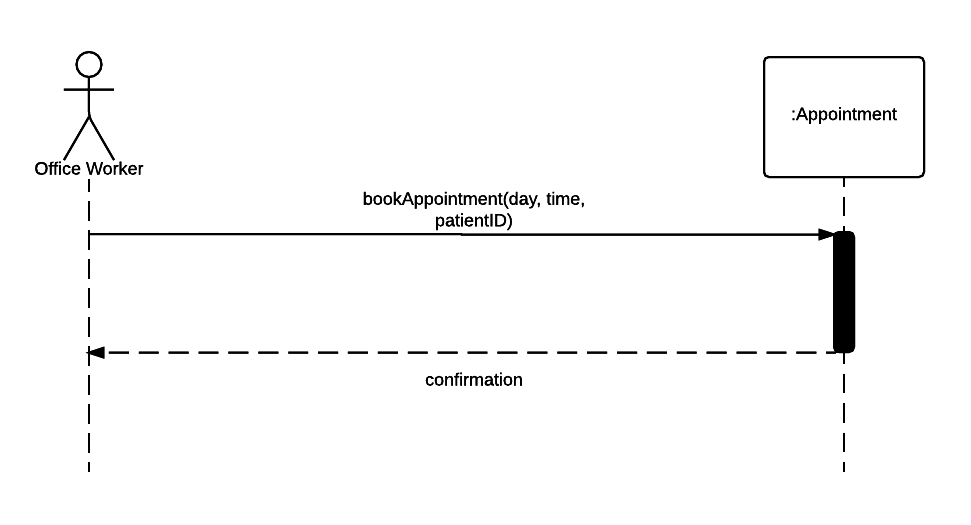 :Appointment
Office Worker
bookAppointment(day, time,
patientID)
confirmation